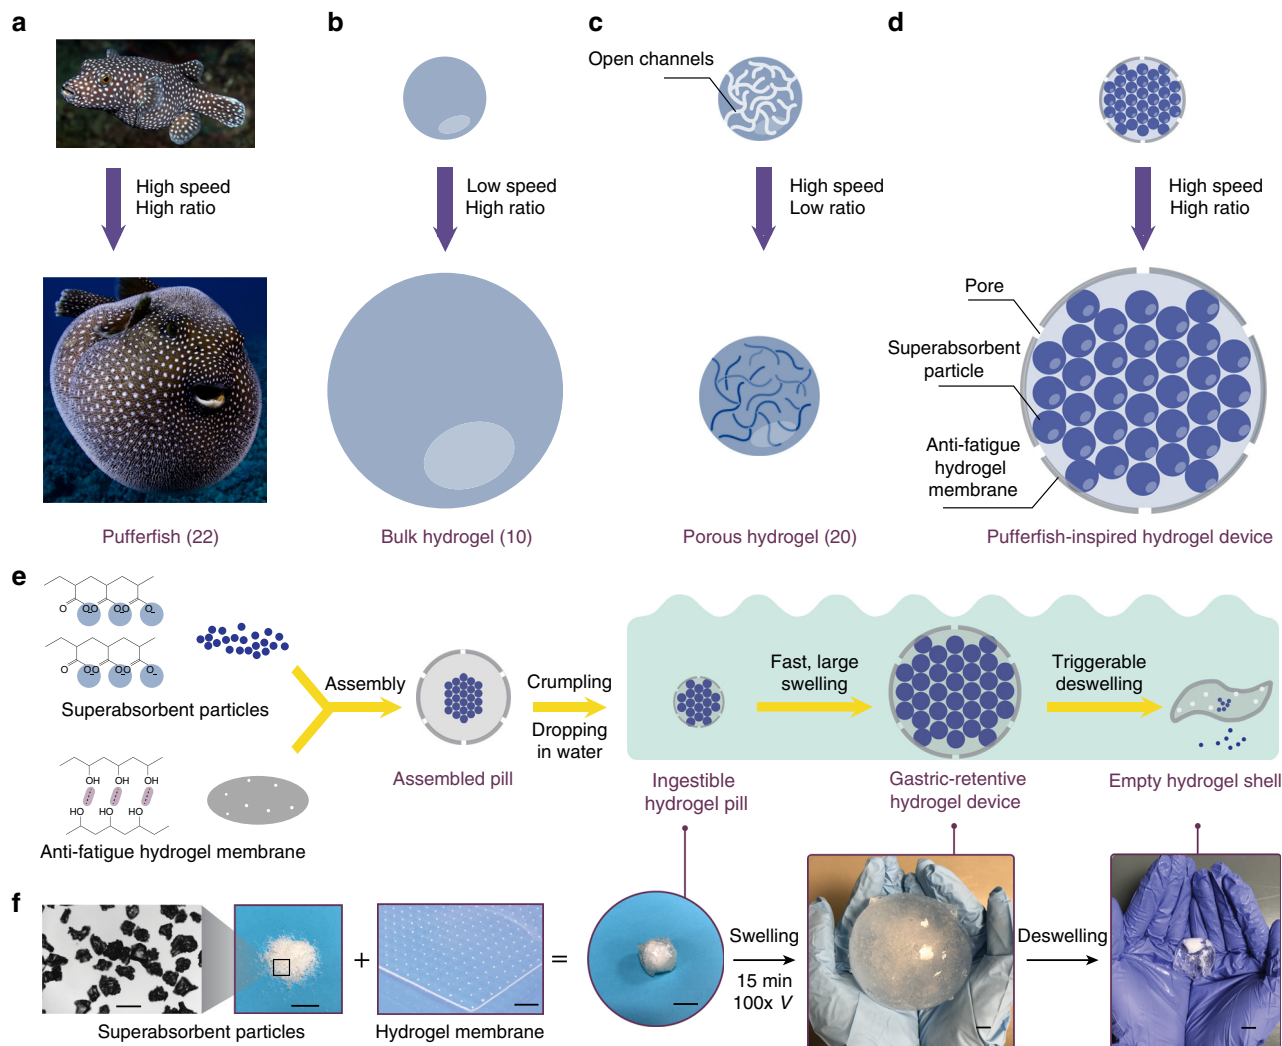 a
High speed
High ratio
Pufferfish (22)
b
Low speed
High ratio
Bulk hydrogel (10)
c
Open channels
High speed
Low ratio
Porous hydrogel (20)
d
High speed
High ratio
Pore
Superabsorbent
particle
Anti-fatigue
hydrogel
membrane
Pufferfish-inspired hydrogel device
e
O O O O O O
O O O O O O
Superabsorbent particles
OH OH OH
HO HO HO
Anti-fatigue hydrogel membrane
Assembly
Assembled pill
Crumpling
Dropping
in water
Ingestible
hydrogel pill
Fast, large
swelling
Gastric-retentive
hydrogel device
Triggerable
deswelling
Empty hydrogel shell
f
Superabsorbent particles
+
Hydrogel membrane
=
Swelling
15 min
100x V
Deswelling